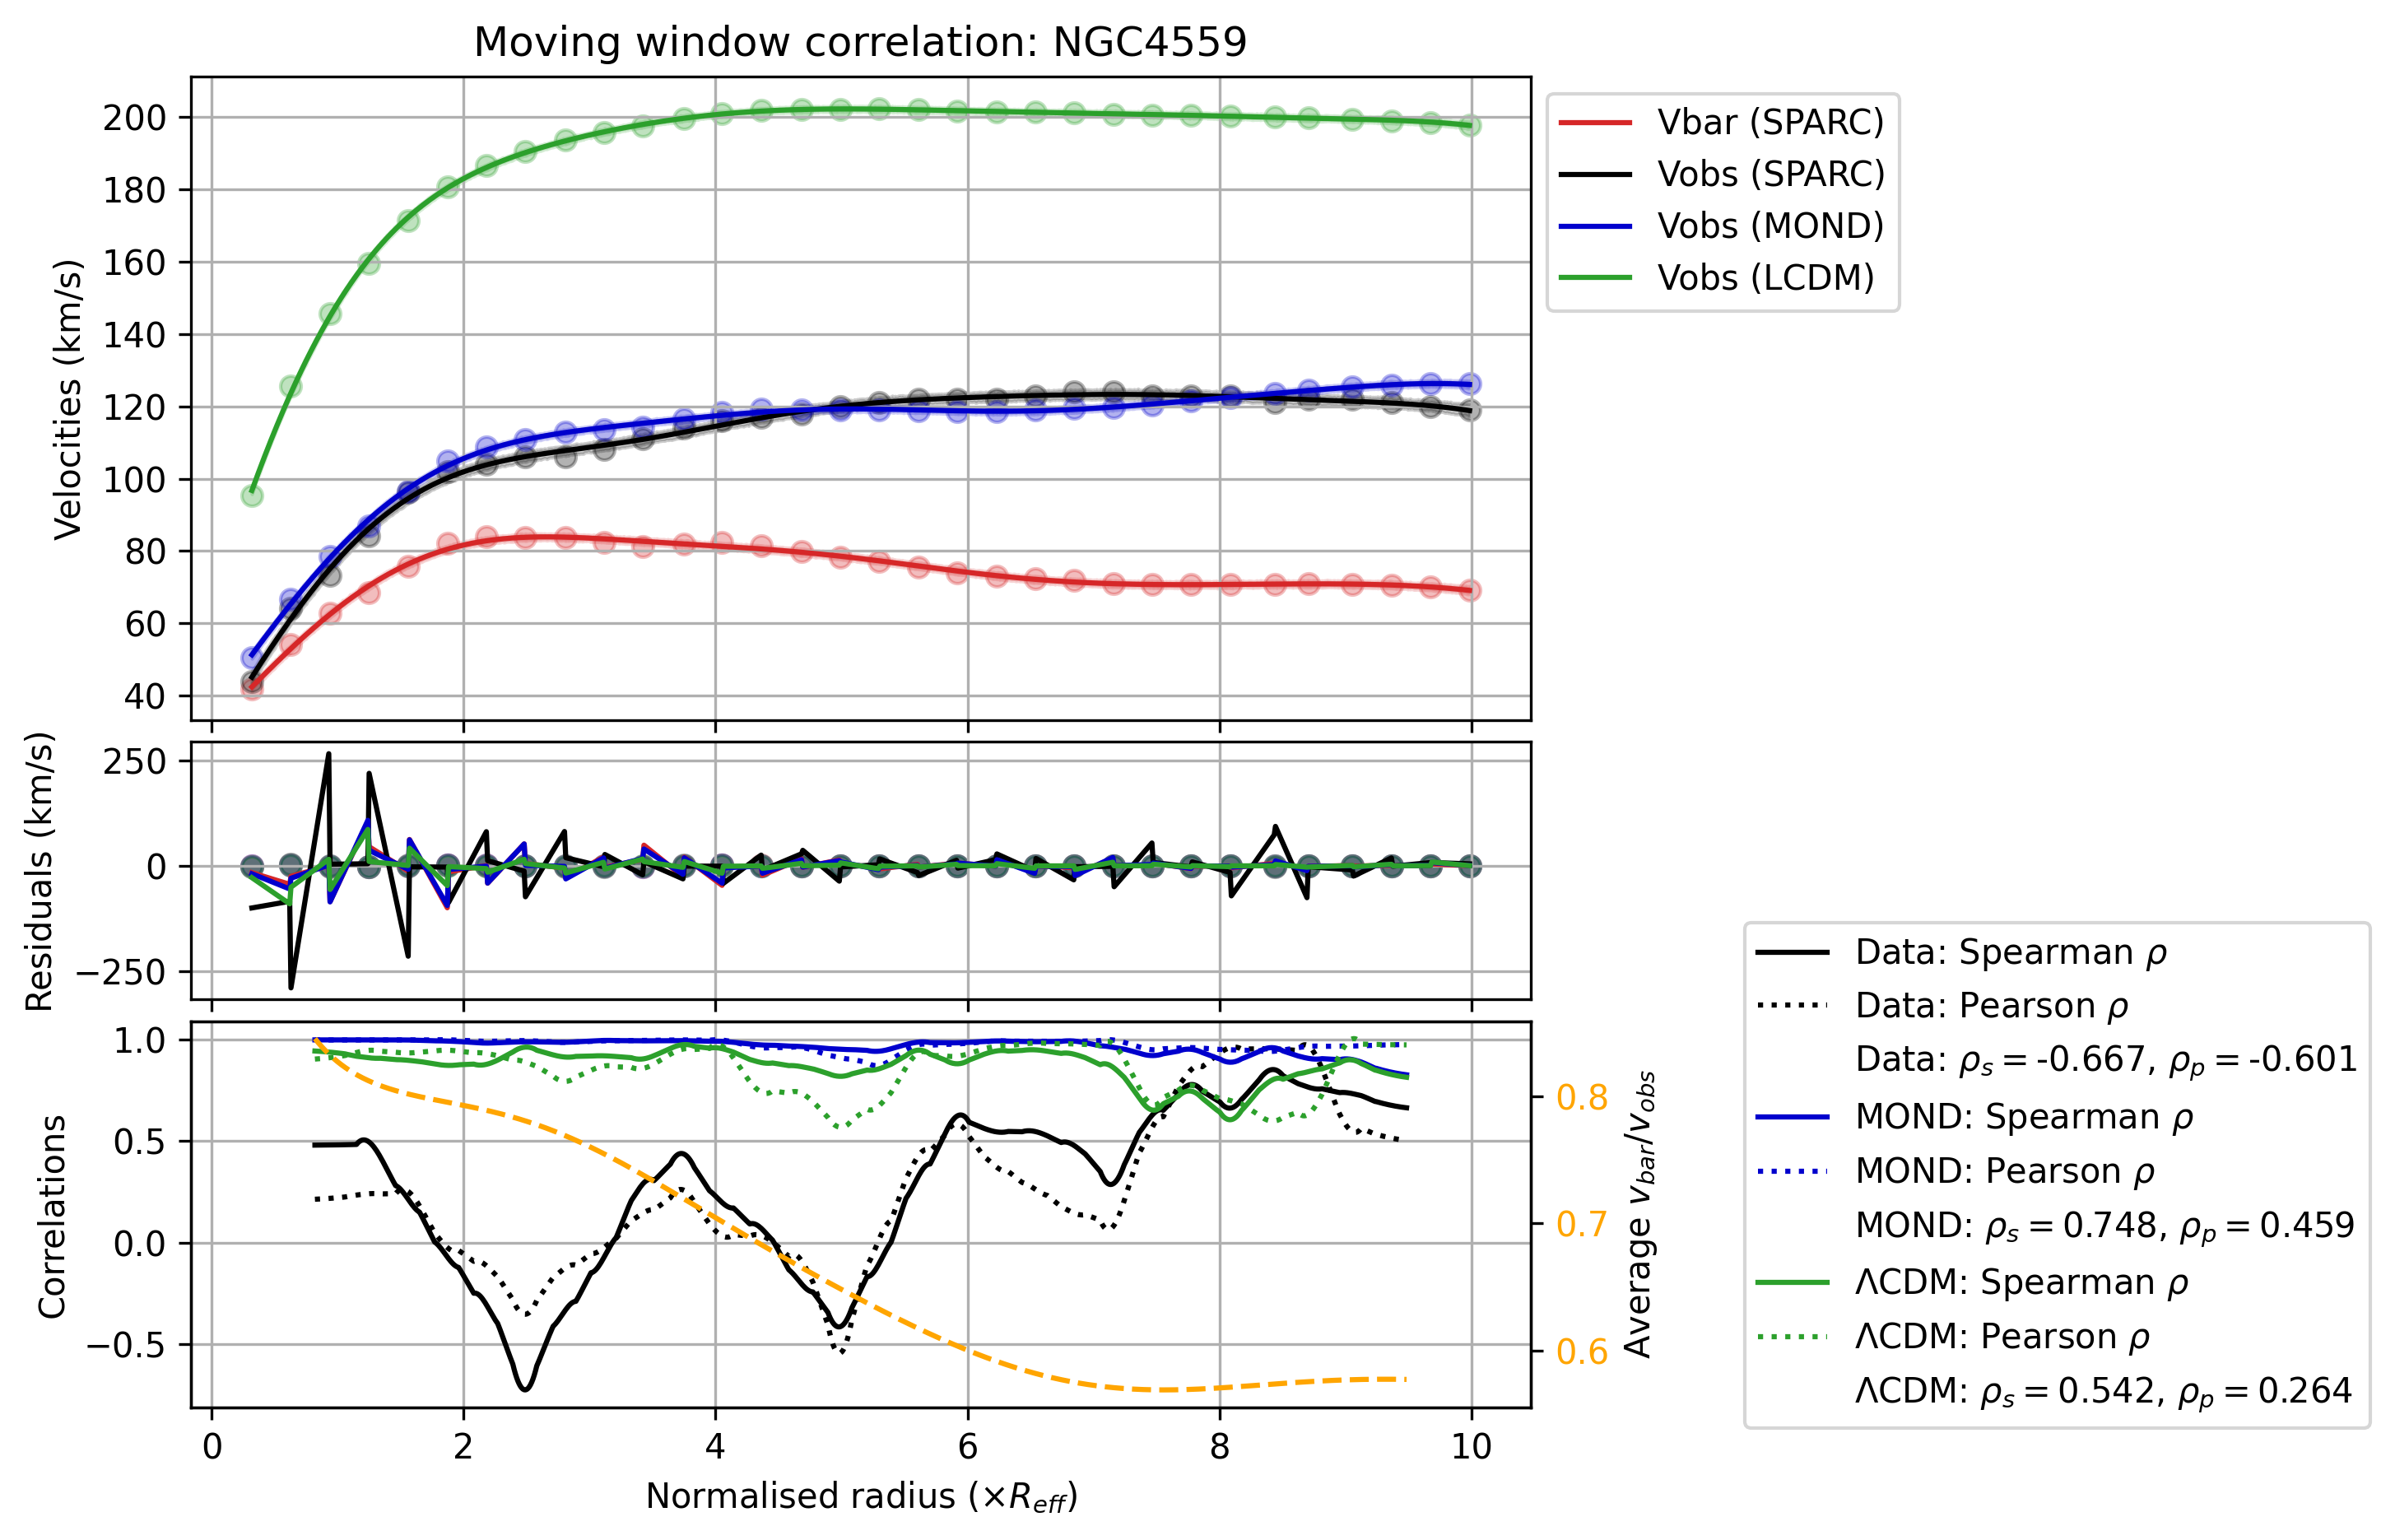 Moving window correlation: NGC4559
200
180
160
140
120
100
80
60
40
Velocities (km/s)
Vbar (SPARC)
Vobs (SPARC)
Vobs (MOND)
Vobs (LCDM)
250
0
−250
Residuals (km/s)
1.0
0.5
0.0
−0.5
Correlations
0.8
0.7
0.6
Average v_bar/v_obs
0 2 4 6 8 10
Normalised radius (×R_eff)
Data: Spearman ρ
Data: Pearson ρ
Data: ρ_s = -0.667, ρ_p = -0.601
MOND: Spearman ρ
MOND: Pearson ρ
MOND: ρ_s = 0.748, ρ_p = 0.459
ΛCDM: Spearman ρ
ΛCDM: Pearson ρ
ΛCDM: ρ_s = 0.542, ρ_p = 0.264